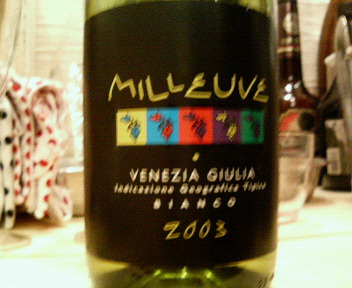 MILLEUVE
VENEZIA GIULIA
Indicazione Geografica Tipica
BIANCO
2003